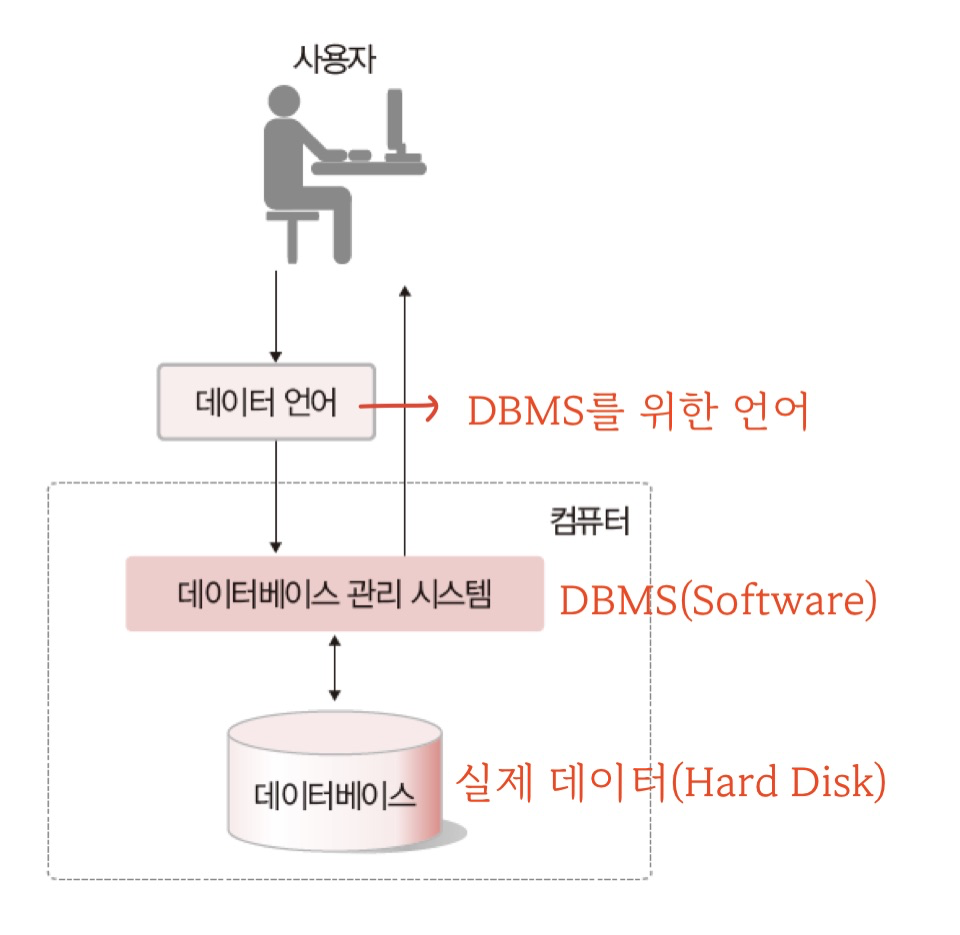 사용자
데이터 언어
DBMS를 위한 언어
컴퓨터
데이터베이스 관리 시스템
DBMS(Software)
데이터베이스
실제 데이터(Hard Disk)